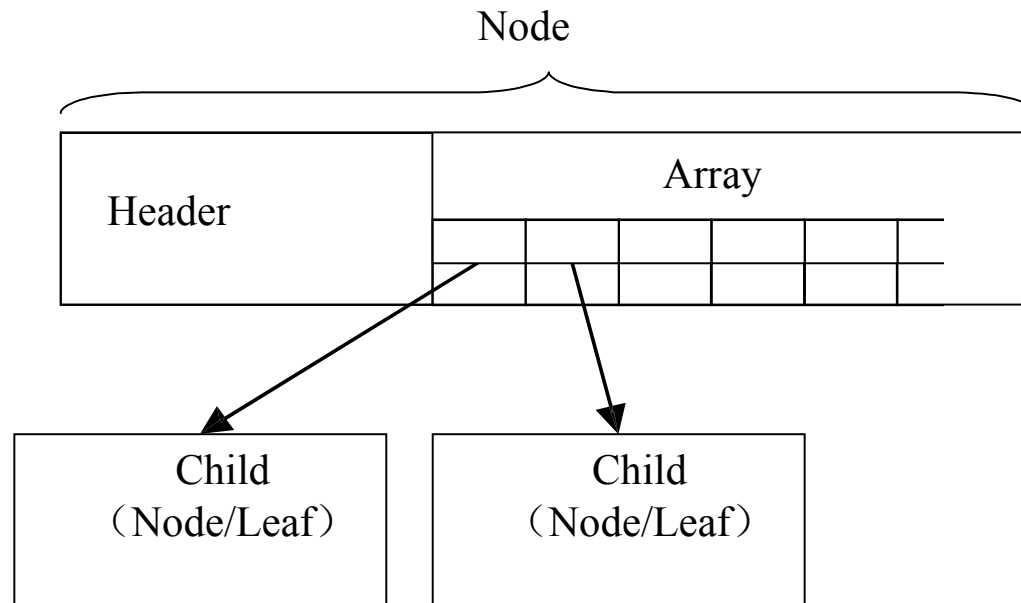 Node
Header
Array
Child
（Node/Leaf）
Child
（Node/Leaf）